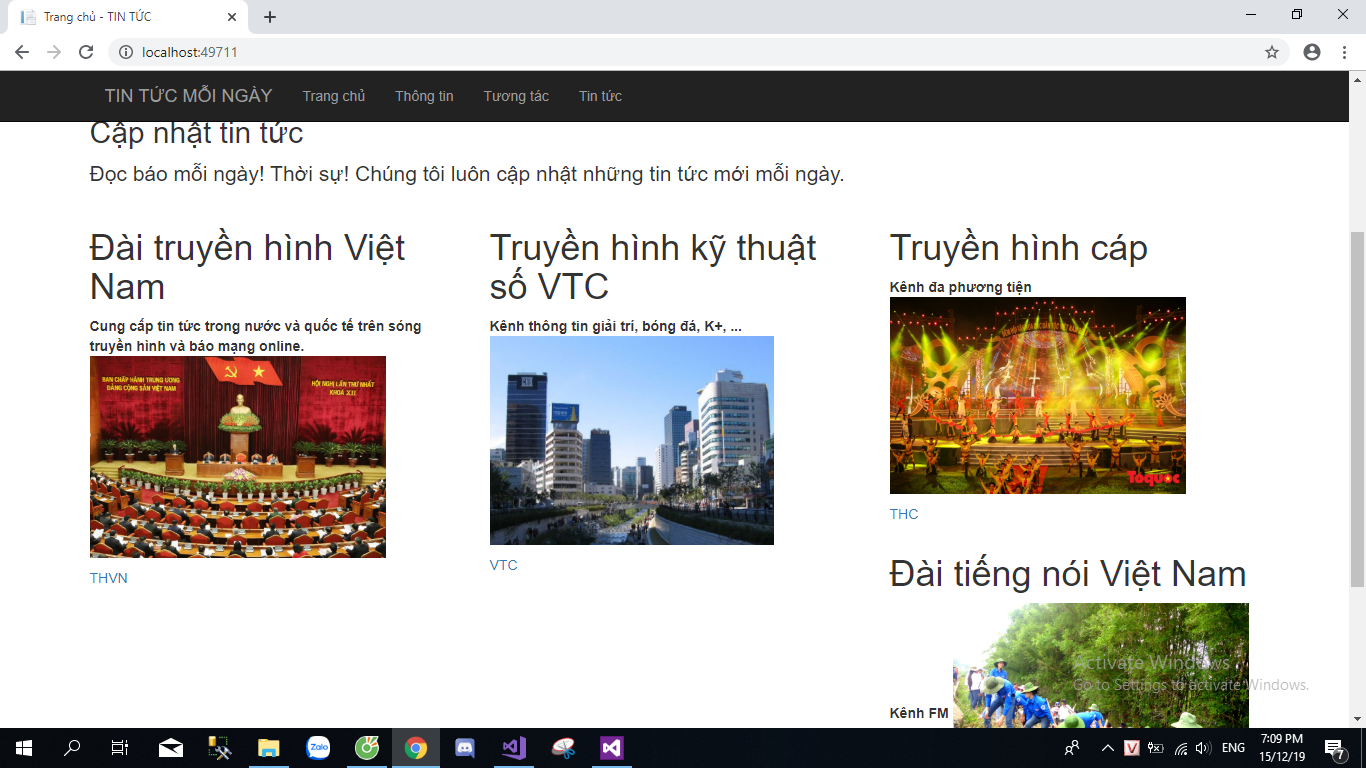 Trang chủ - TIN TỨC
localhost:49711
TIN TỨC MỖI NGÀY
Trang chủ
Thông tin
Tương tác
Tin tức
Cập nhật tin tức
Đọc báo mỗi ngày! Thời sự! Chúng tôi luôn cập nhật những tin tức mới mỗi ngày.
Đài truyền hình Việt
Nam
Cung cấp tin tức trong nước và quốc tế trên sóng
truyền hình và báo mạng online.
BAN CHẤP HÀNH TRUNG ƯƠNG
ĐẢNG CỘNG SẢN VIỆT NAM
HỘI NGHỊ LẦN THỨ NHẤT
KHOÁ XII
THVN
Truyền hình kỹ thuật
số VTC
Kênh thông tin giải trí, bóng đá, K+, ...
VTC
Truyền hình cáp
Kênh đa phương tiện
Tổquốc
THC
Đài tiếng nói Việt Nam
Kênh FM
Activate Windows
Go to Settings to activate Windows.
Zalo
V
ENG
7:09 PM
15/12/19
7